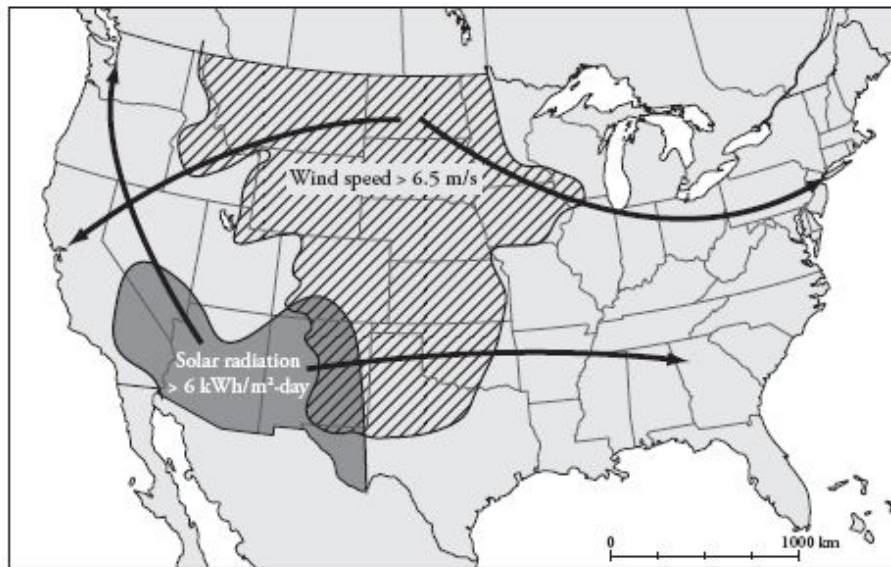 Wind speed > 6.5 m/s
Solar radiation
> 6 kWh/m²-day
0 1000 km